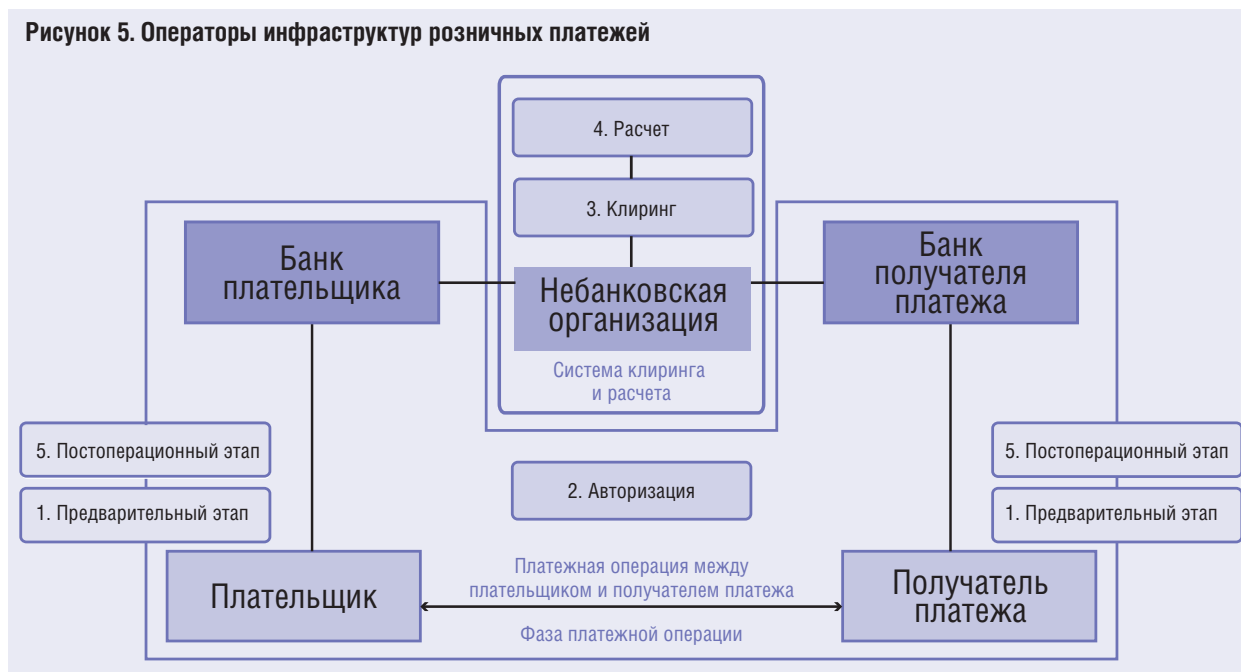 Рисунок 5. Операторы инфраструктур розничных платежей
4. Расчет
3. Клиринг
Банк
плательщика
Небанковская
организация
Банк
получателя
платежа
Система клиринга
и расчета
5. Постоперационный этап
5. Постоперационный этап
2. Авторизация
1. Предварительный этап
1. Предварительный этап
Плательщик
Платежная операция между
плательщиком и получателем платежа
Фаза платежной операции
Получатель
платежа